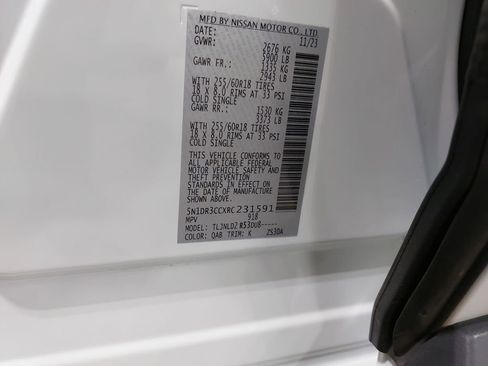 MFD BY NISSAN MOTOR CO., LTD.
DATE: 11/23
GVWR: 2676 KG
5900 LB
GAWR FR.: 1335 KG
2943 LB
WITH 255/60R18 TIRES
18 x 8.0 RIMS AT 33 PSI
COLD SINGLE
GAWR RR.: 1530 KG
3373 LB
WITH 255/60R18 TIRES
18 x 8.0 RIMS AT 33 PSI
COLD SINGLE
THIS VEHICLE CONFORMS TO
ALL APPLICABLE FEDERAL
MOTOR VEHICLE SAFETY AND
THEFT PREVENTION
STANDARDS IN EFFECT ON
THE DATE OF MANUFACTURE
SHOWN ABOVE.
5N1DR3CCXRC231591
MPV 918
MODEL: TLJNLDZ R53DU8-----
COLOR: QAB TRIM: K ZS30A